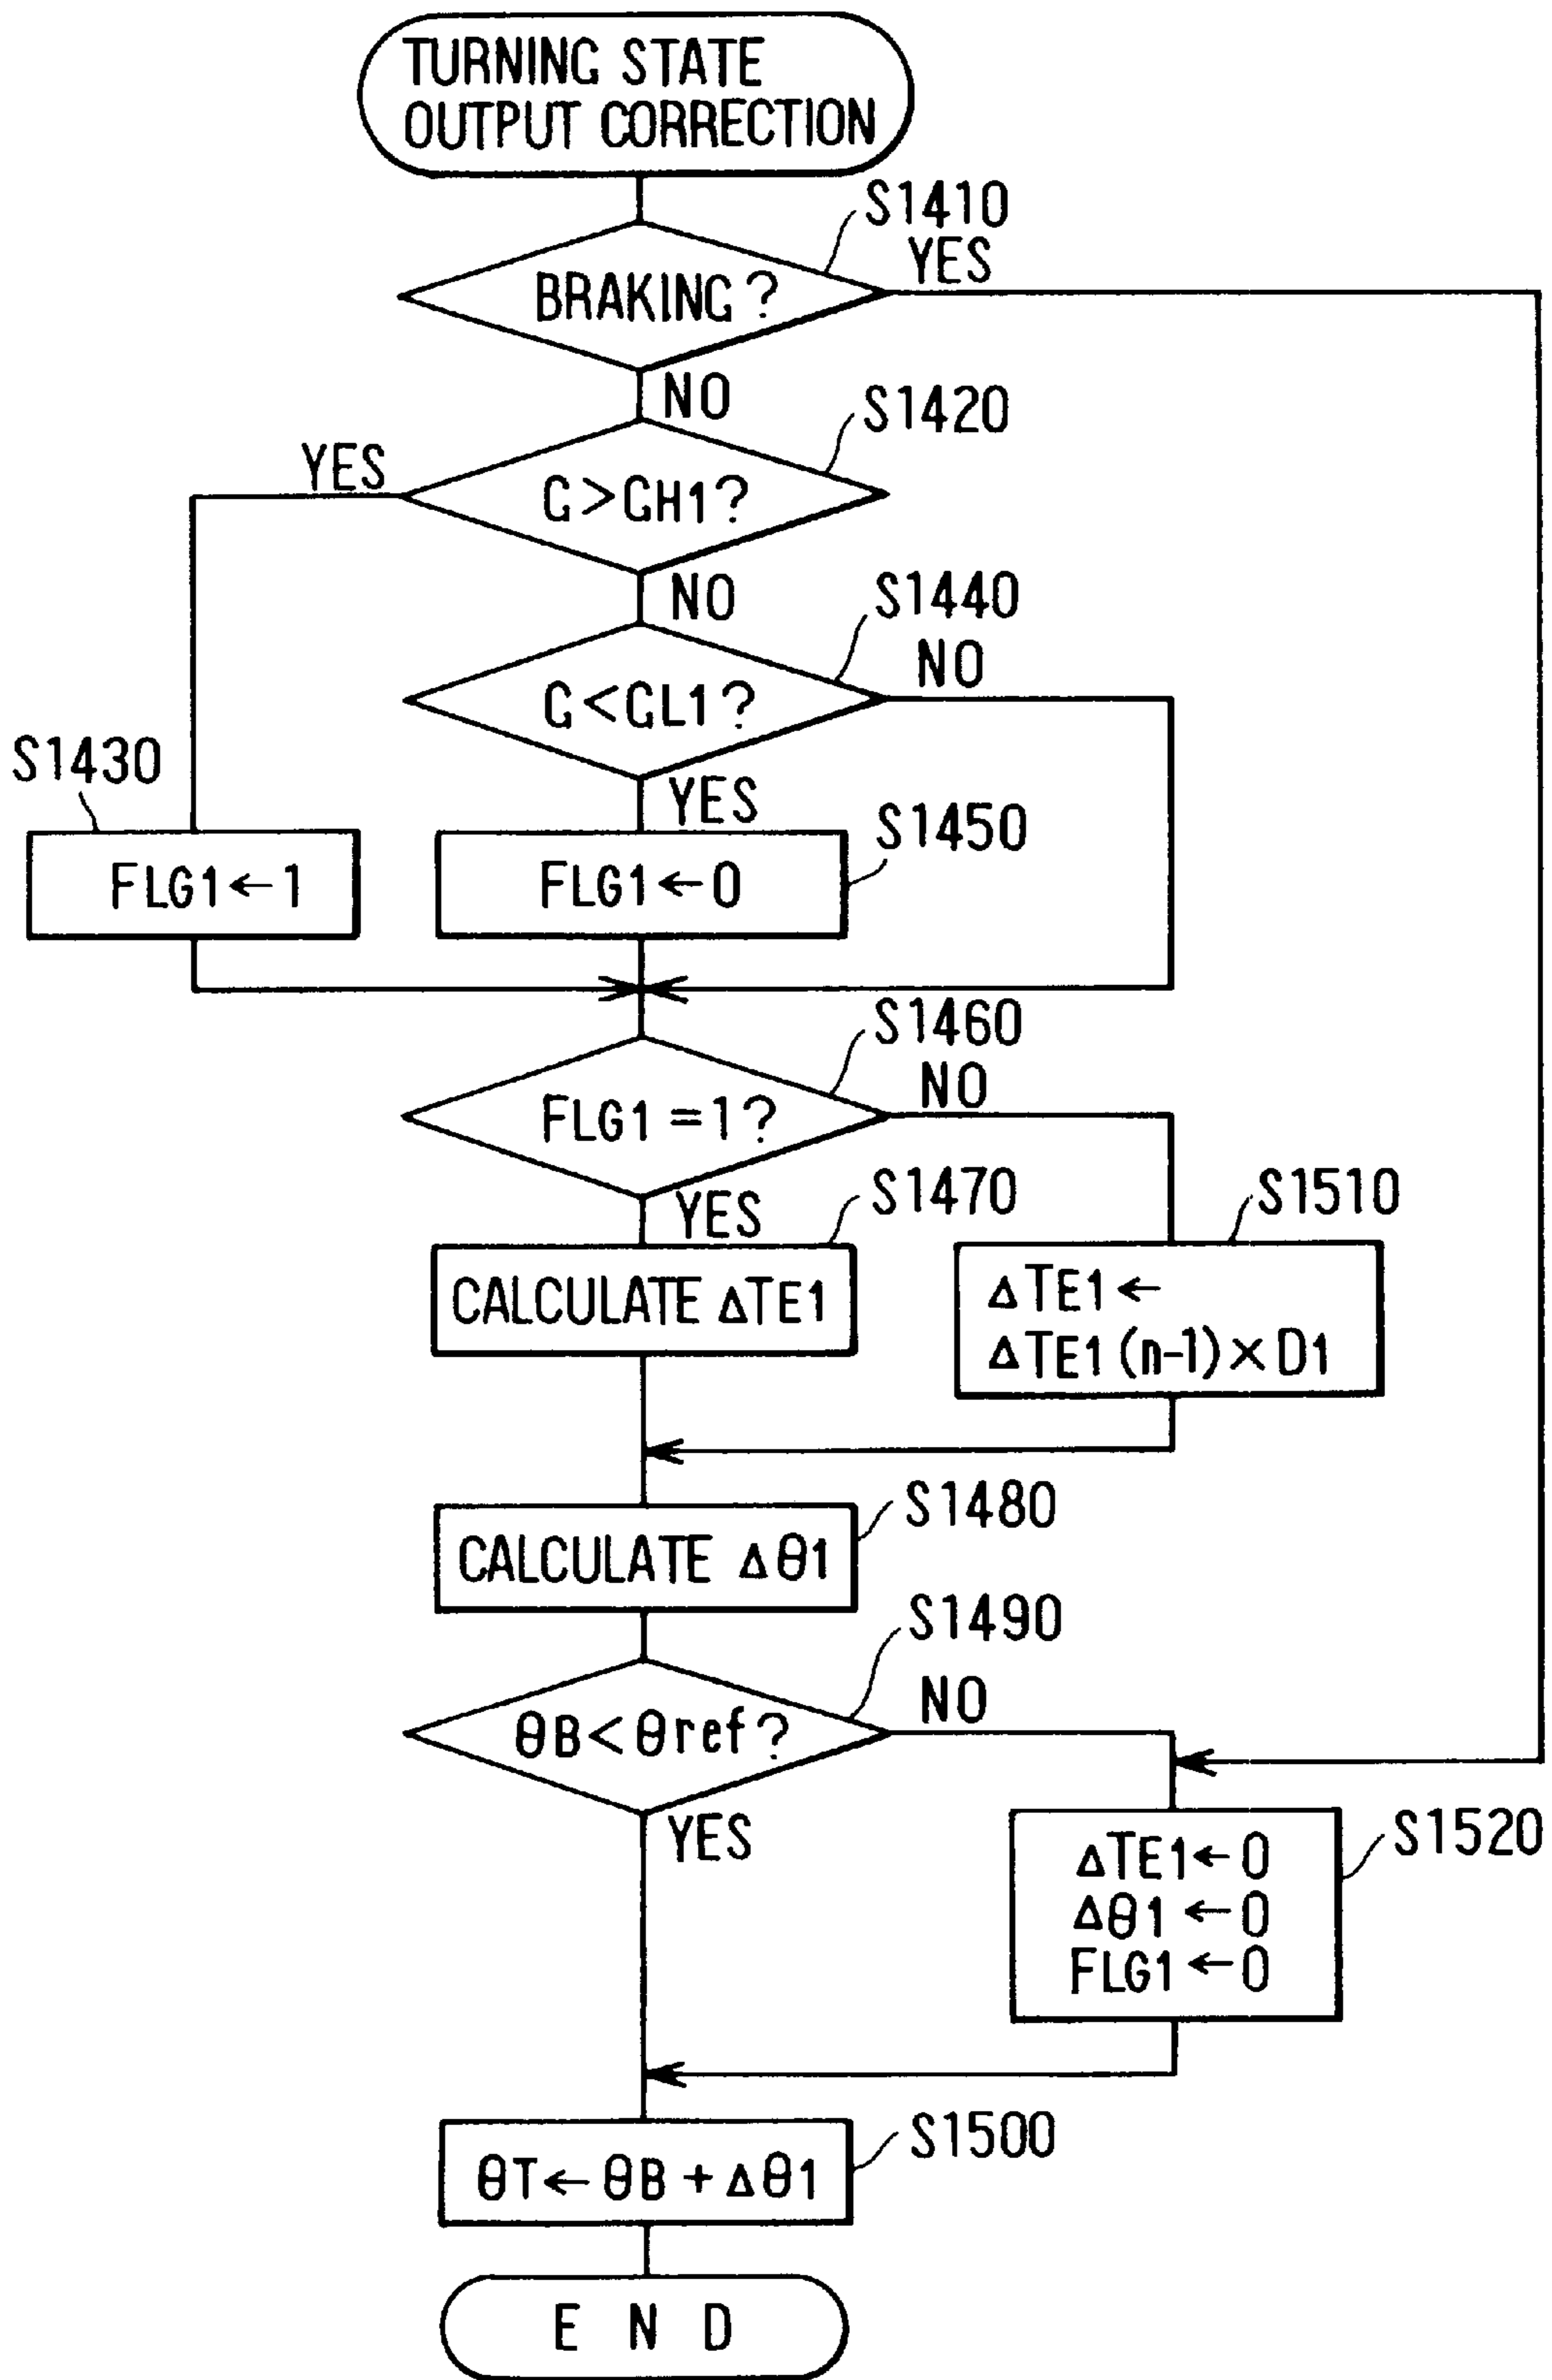 TURNING STATE
OUTPUT CORRECTION
S1410
YES
BRAKING?
NO
S1420
YES
G>GH1?
NO
S1440
NO
G<GL1?
S1430
YES
S1450
FLG1←1
FLG1←0
S1460
NO
FLG1=1?
YES
S1470
S1510
CALCULATE ΔTE1
ΔTE1←
ΔTE1(n-1)×D1
S1480
CALCULATE Δθ1
S1490
NO
θB<θref?
YES
S1520
ΔTE1←0
Δθ1←0
FLG1←0
S1500
θT←θB+Δθ1
END